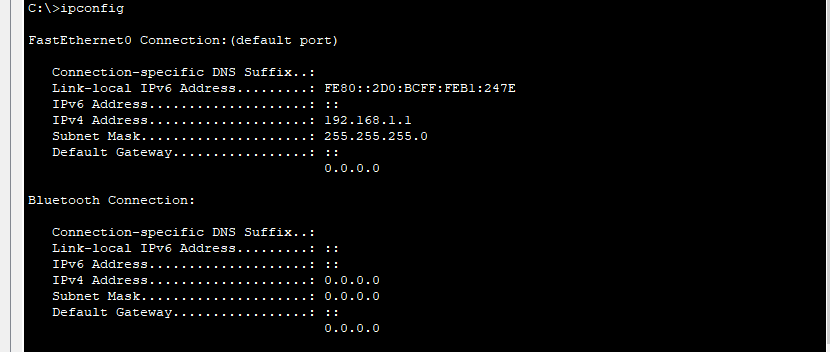 C:\>ipconfig
FastEthernet0 Connection:(default port)
Connection-specific DNS Suffix..:
Link-local IPv6 Address.........: FE80::2D0:BCFF:FEB1:247E
IPv6 Address....................: ::
IPv4 Address....................: 192.168.1.1
Subnet Mask.....................: 255.255.255.0
Default Gateway.................: ::
0.0.0.0
Bluetooth Connection:
Connection-specific DNS Suffix..:
Link-local IPv6 Address.........: ::
IPv6 Address....................: ::
IPv4 Address....................: 0.0.0.0
Subnet Mask.....................: 0.0.0.0
Default Gateway.................: ::
0.0.0.0